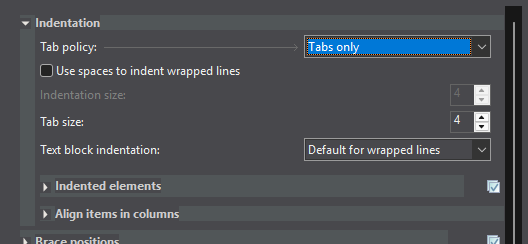 Indentation
Tab policy: Tabs only
Use spaces to indent wrapped lines
Indentation size: 4
Tab size: 4
Text block indentation: Default for wrapped lines
Indented elements
Align items in columns
Brace positions